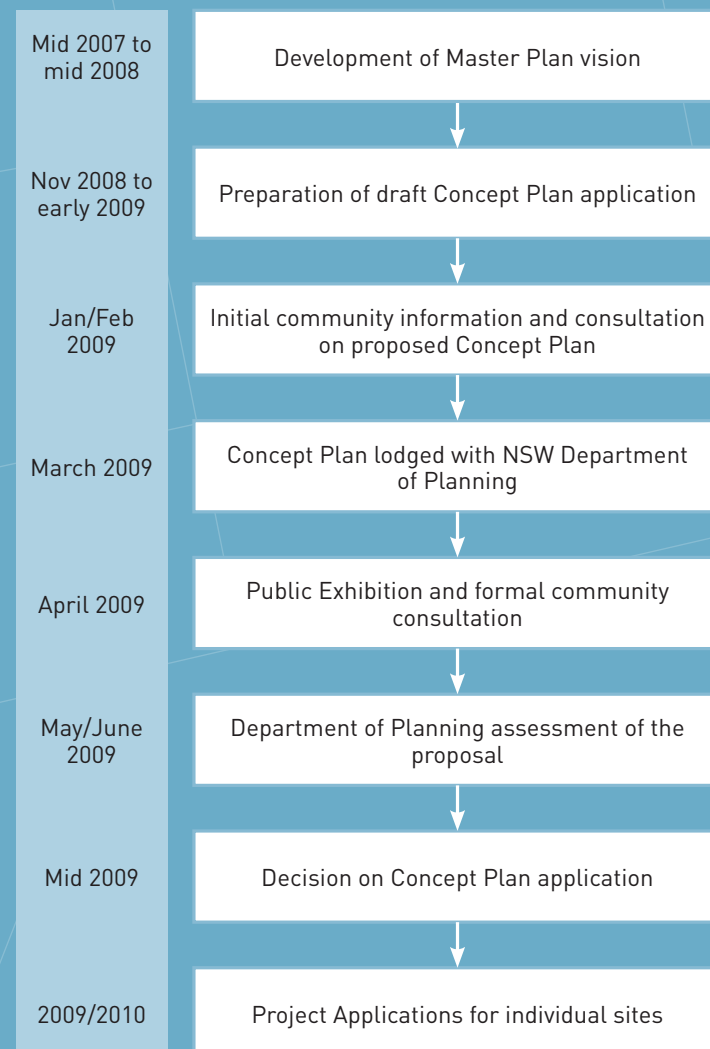 Mid 2007 to
mid 2008
Development of Master Plan vision
Nov 2008 to
early 2009
Preparation of draft Concept Plan application
Jan/Feb
2009
Initial community information and consultation
on proposed Concept Plan
March 2009
Concept Plan lodged with NSW Department
of Planning
April 2009
Public Exhibition and formal community
consultation
May/June
2009
Department of Planning assessment of the
proposal
Mid 2009
Decision on Concept Plan application
2009/2010
Project Applications for individual sites